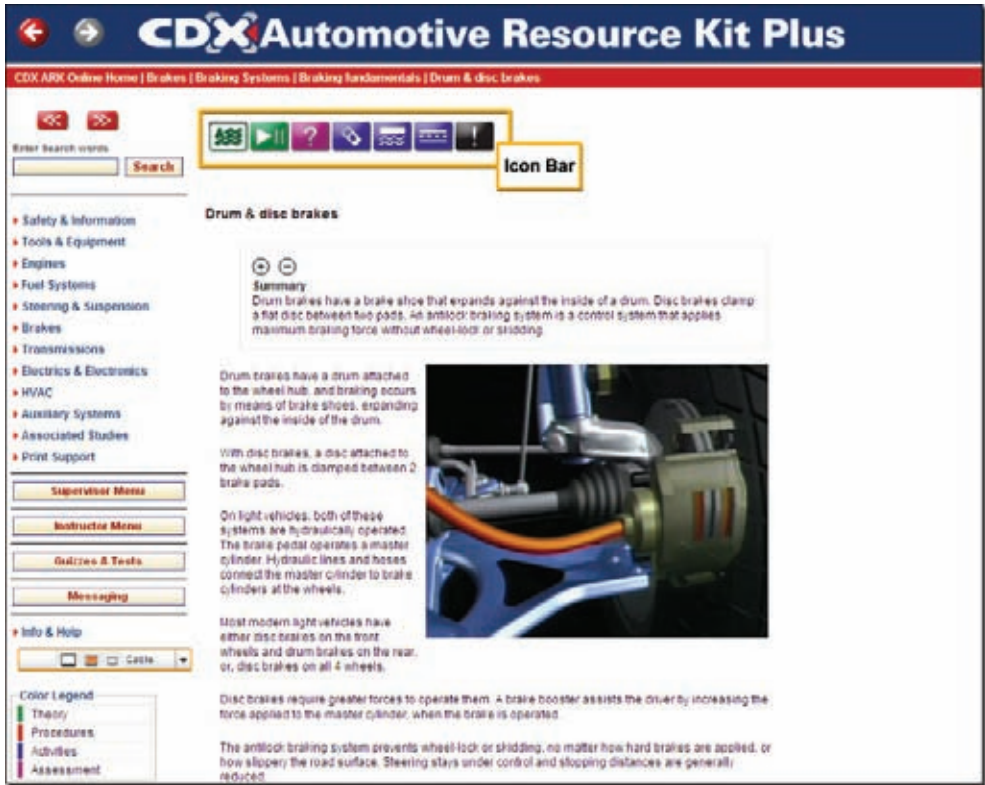 CDX Automotive Resource Kit Plus
CDX ARK Online Home | Brakes | Braking Systems | Braking fundamentals | Drum & disc brakes
Enter Search words
Search
Safety & Information
Tools & Equipment
Engines
Fuel Systems
Steering & Suspension
Brakes
Transmissions
Electrics & Electronics
HVAC
Auxiliary Systems
Associated Studies
Print Support
Supervisor Menu
Instructor Menu
Quizzes & Tests
Messaging
Info & Help
Cable
Color Legend
Theory
Procedures
Activities
Assessment
?
!
Icon Bar
Drum & disc brakes
Summary
Drum brakes have a brake shoe that expands against the inside of a drum. Disc brakes clamp
a flat disc between two pads. An antilock braking system is a control system that applies
maximum braking force without wheel-lock or skidding.
Drum brakes have a drum attached
to the wheel hub, and braking occurs
by means of brake shoes, expanding
against the inside of the drum.
With disc brakes, a disc attached to
the wheel hub is clamped between 2
brake pads.
On light vehicles, both of these
systems are hydraulically operated.
The brake pedal operates a master
cylinder. Hydraulic lines and hoses
connect the master cylinder to brake
cylinders at the wheels.
Most modern light vehicles have
either disc brakes on the front
wheels and drum brakes on the rear,
or, disc brakes on all 4 wheels.
Disc brakes require greater forces to operate them. A brake booster assists the driver by increasing the
force applied to the master cylinder, when the brake is operated.
The antilock braking system prevents wheel-lock or skidding, no matter how hard brakes are applied, or
how slippery the road surface. Steering stays under control and stopping distances are generally
reduced.